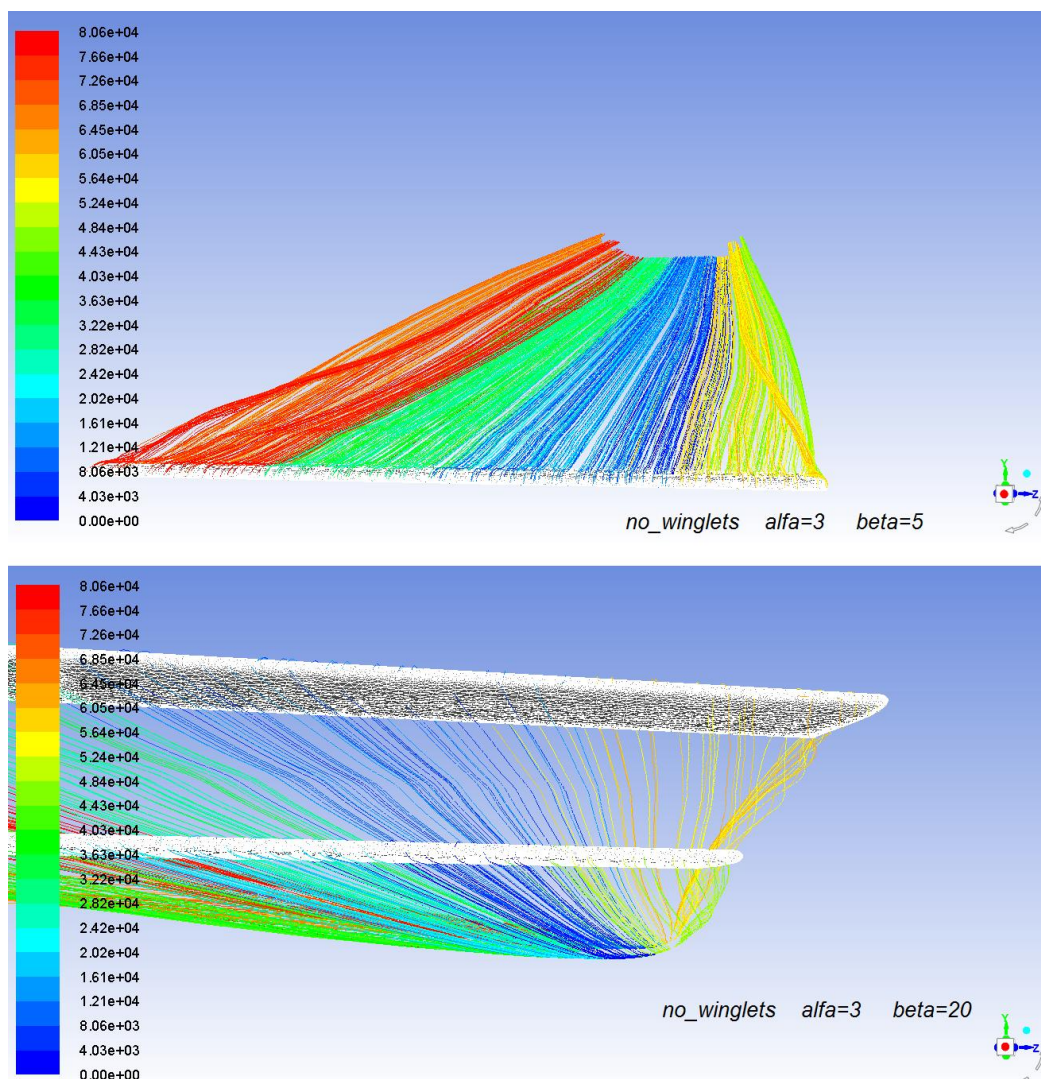 8.06e+04
7.66e+04
7.26e+04
6.85e+04
6.45e+04
6.05e+04
5.64e+04
5.24e+04
4.84e+04
4.43e+04
4.03e+04
3.63e+04
3.22e+04
2.82e+04
2.42e+04
2.02e+04
1.61e+04
1.21e+04
8.06e+03
4.03e+03
0.00e+00
Y
Z
no_winglets alfa=3 beta=5
8.06e+04
7.66e+04
7.26e+04
6.85e+04
6.45e+04
6.05e+04
5.64e+04
5.24e+04
4.84e+04
4.43e+04
4.03e+04
3.63e+04
3.22e+04
2.82e+04
2.42e+04
2.02e+04
1.61e+04
1.21e+04
8.06e+03
4.03e+03
0.00e+00
no_winglets alfa=3 beta=20
Y
Z